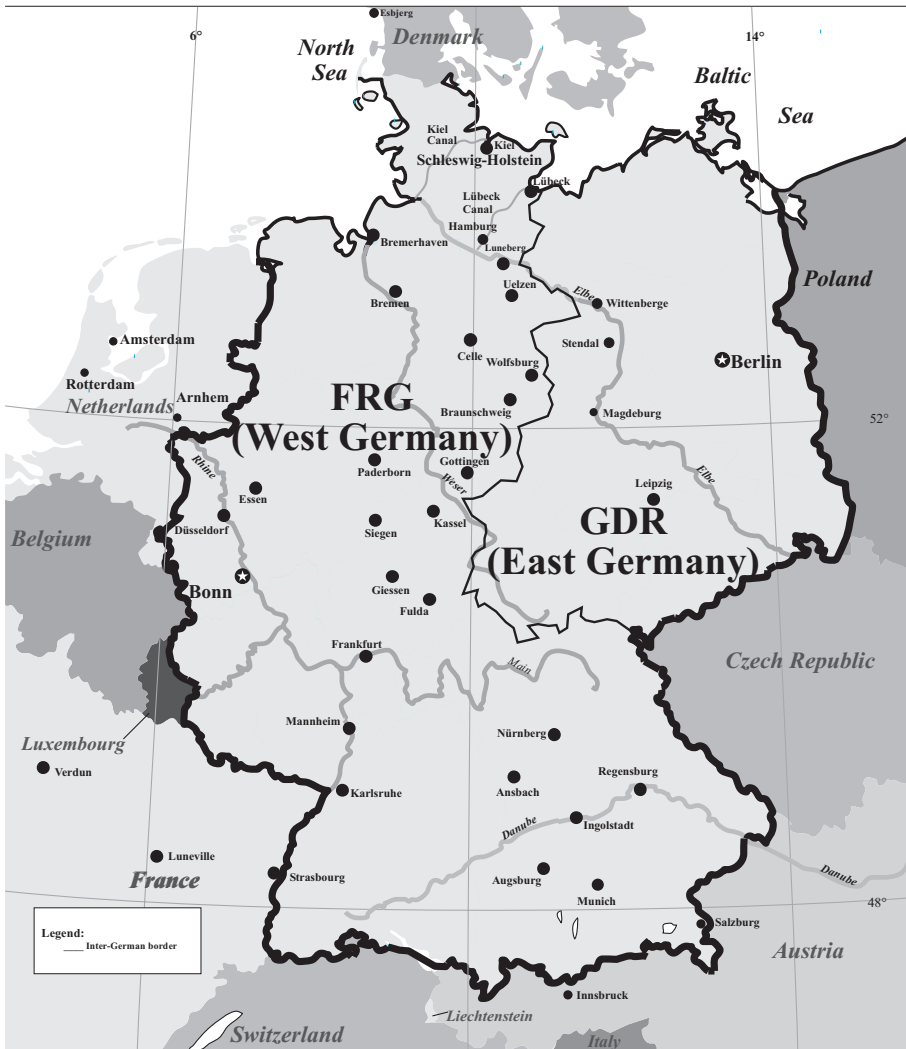 Esbjerg
6°
14°
Denmark
North
Sea
Baltic
Sea
Kiel
Canal
Kiel
Schleswig-Holstein
Lübeck
Lübeck
Canal
Hamburg
Bremerhaven
Luneberg
Poland
Uelzen
Elbe
Bremen
Wittenberge
Amsterdam
Stendal
Celle
Berlin
Wolfsburg
Rotterdam
Arnhem
Netherlands
FRG
(West Germany)
Braunschweig
Magdeburg
52°
Gottingen
Paderborn
Rhine
Weser
Elbe
Leipzig
Essen
Düsseldorf
Siegen
Kassel
GDR
(East Germany)
Belgium
Bonn
Giessen
Fulda
Frankfurt
Main
Czech Republic
Mannheim
Nürnberg
Luxembourg
Verdun
Regensburg
Ansbach
Karlsruhe
Danube
Ingolstadt
Luneville
France
Strasbourg
Augsburg
Munich
Danube
48°
Legend:
____ Inter-German border
Salzburg
Austria
Innsbruck
Liechtenstein
Switzerland
Italy